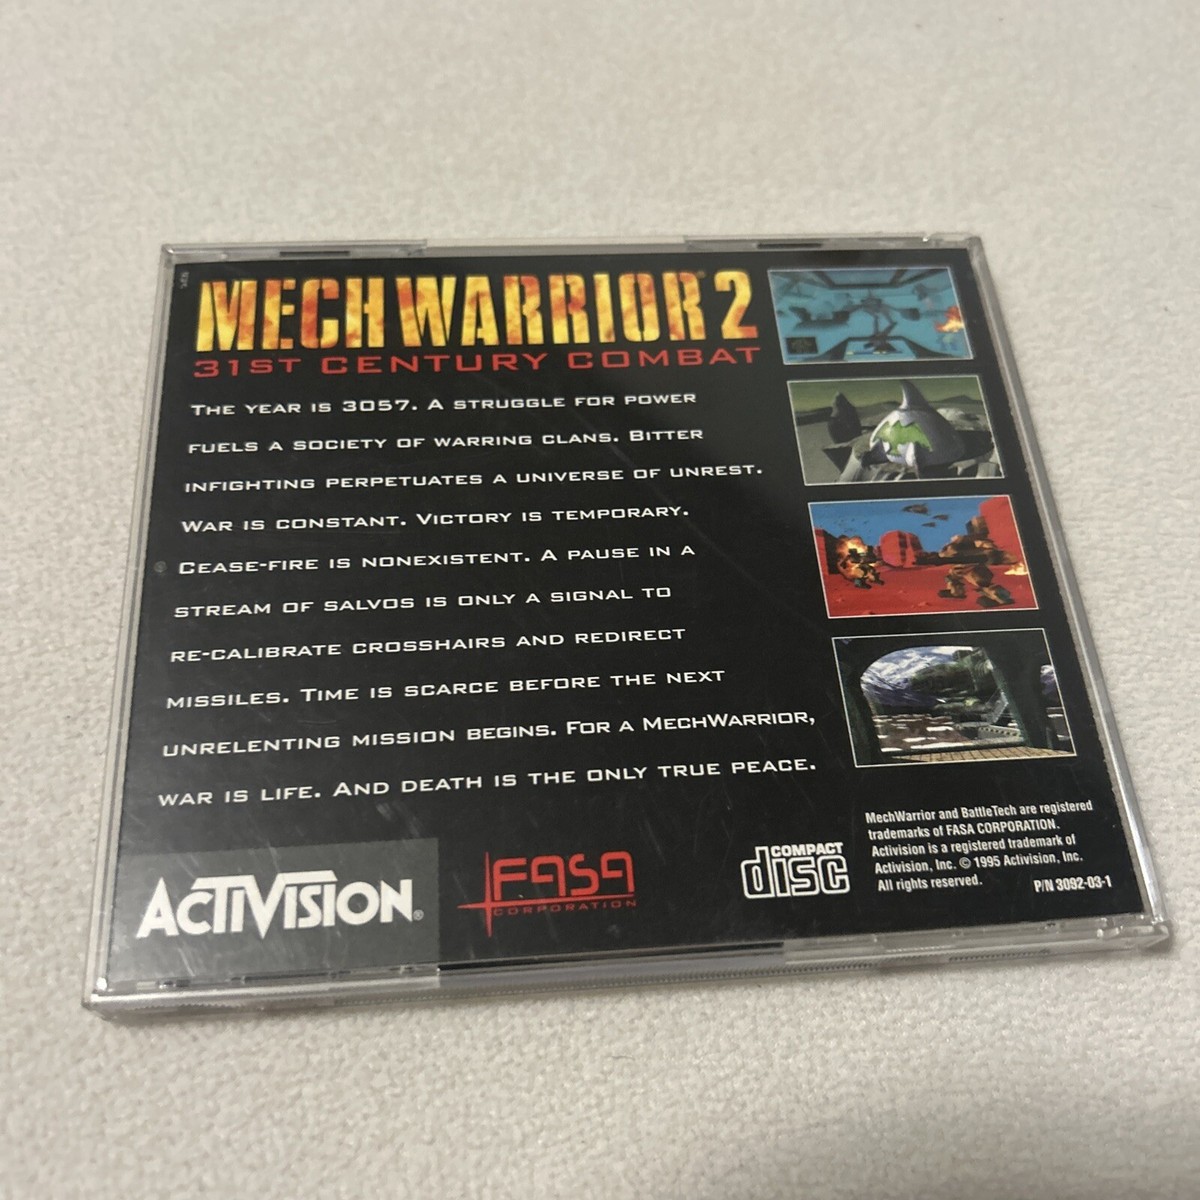 MECHWARRIOR® 2
31ST CENTURY COMBAT
THE YEAR IS 3057. A STRUGGLE FOR POWER
FUELS A SOCIETY OF WARRING CLANS. BITTER
INFIGHTING PERPETUATES A UNIVERSE OF UNREST.
WAR IS CONSTANT. VICTORY IS TEMPORARY.
CEASE-FIRE IS NONEXISTENT. A PAUSE IN A
STREAM OF SALVOS IS ONLY A SIGNAL TO
RE-CALIBRATE CROSSHAIRS AND REDIRECT
MISSILES. TIME IS SCARCE BEFORE THE NEXT
UNRELENTING MISSION BEGINS. FOR A MECHWARRIOR,
WAR IS LIFE. AND DEATH IS THE ONLY TRUE PEACE.
ACTIVISION®
FASA
CORPORATION
COMPACT
disc
MechWarrior and BattleTech are registered
trademarks of FASA CORPORATION.
Activision is a registered trademark of
Activision, Inc. © 1995 Activision, Inc.
All rights reserved.
P/N 3092-03-1